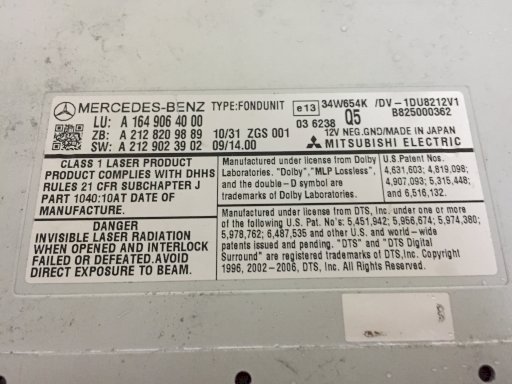 MERCEDES-BENZ TYPE:FONDUNIT e13 34W654K /DV-1DU8212V1
LU: A 164 906 40 00 03 6238 Q5 B825000362
ZB: A 212 820 98 89 10/31 ZGS 001 12V NEG.GND/MADE IN JAPAN
SW: A 212 902 39 02 09/14.00 MITSUBISHI ELECTRIC
CLASS 1 LASER PRODUCT
PRODUCT COMPLIES WITH DHHS
RULES 21 CFR SUBCHAPTER J
PART 1040:10AT DATE OF
MANUFACTURE.
Manufactured under license from Dolby
Laboratories. "Dolby","MLP Lossless",
and the double-D symbol are
trademarks of Dolby Laboratories.
U.S.Patent Nos.
4,631,603; 4,819,098;
4,907,093; 5,315,448;
and 6,516,132.
DANGER
INVISIBLE LASER RADIATION
WHEN OPENED AND INTERLOCK
FAILED OR DEFEATED.AVOID
DIRECT EXPOSURE TO BEAM.
Manufactured under license from DTS, Inc. under one or more
of the following U.S. Pat. No's: 5,451,942; 5,956,674; 5,974,380;
5,978,762; 6,487,535 and other U.S. and world-wide
patents issued and pending. "DTS" and "DTS Digital
Surround" are registered trademarks of DTS,Inc. Copyright
1996, 2002-2006, DTS, Inc. All Rights Reserved.